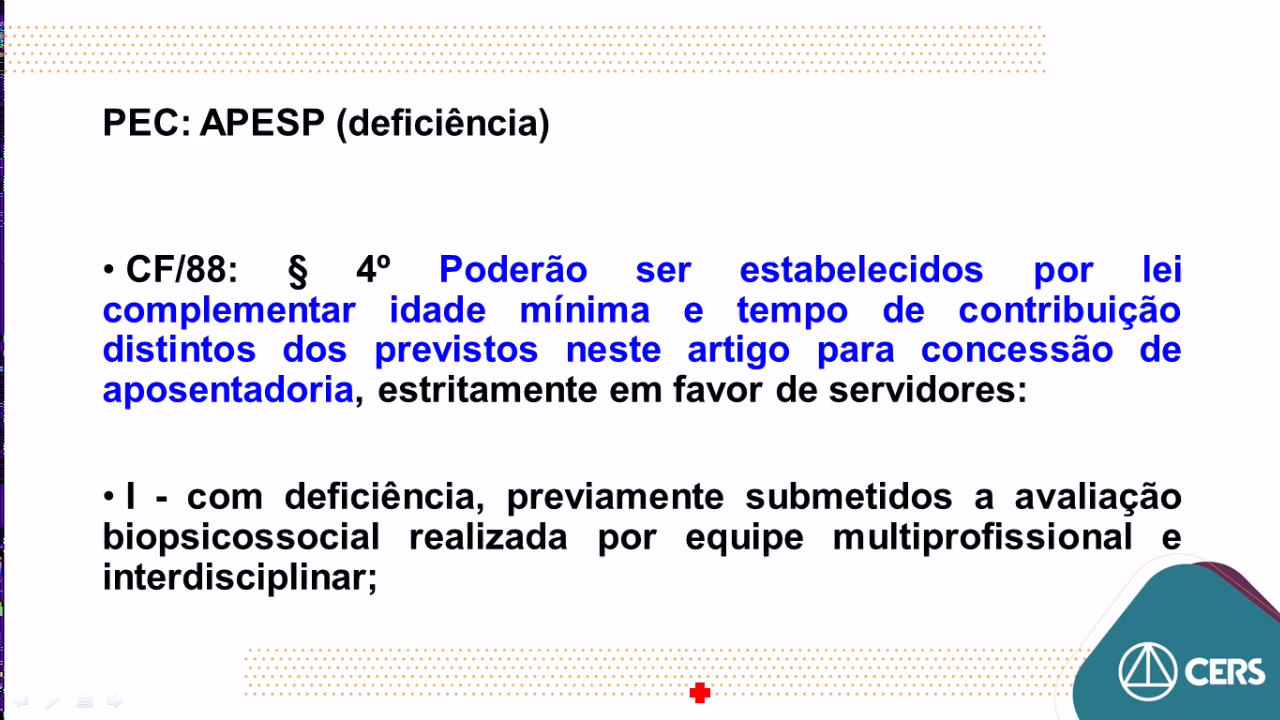 PEC: APESP (deficiência)
• CF/88: § 4º Poderão ser estabelecidos por lei
complementar idade mínima e tempo de contribuição
distintos dos previstos neste artigo para concessão de
aposentadoria, estritamente em favor de servidores:
• I - com deficiência, previamente submetidos a avaliação
biopsicossocial realizada por equipe multiprofissional e
interdisciplinar;
CERS